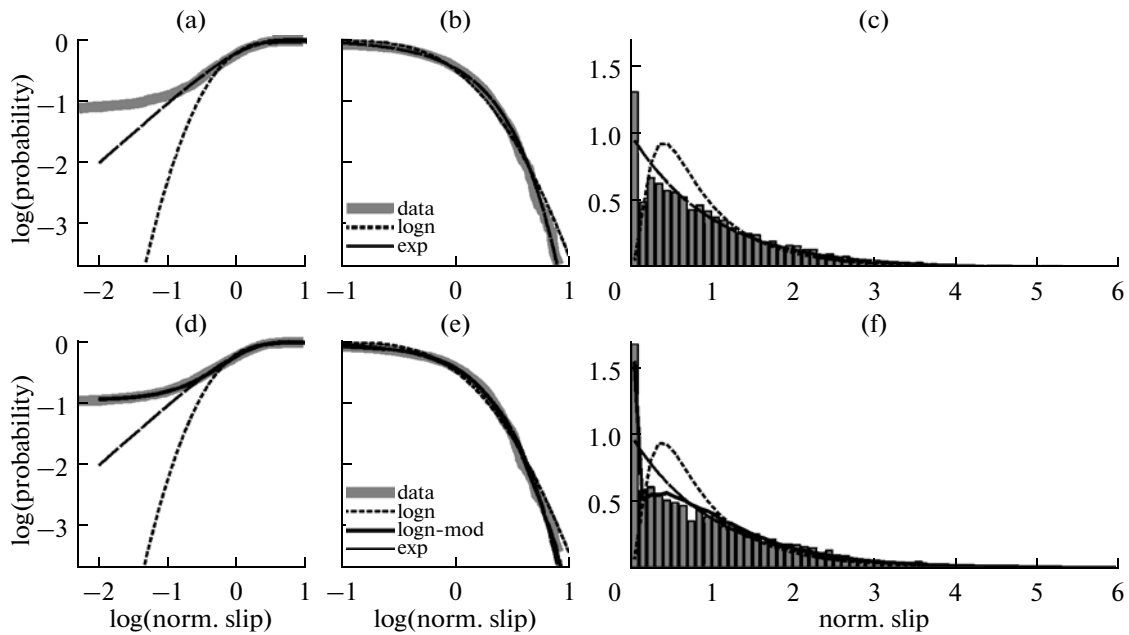 (a) (b) (c)
log(probability)
0
−1
−2
−3
−2 −1 0 1
data
logn
exp
−1 0 1
1.5
1.0
0.5
0 1 2 3 4 5 6
(d) (e) (f)
log(probability)
0
−1
−2
−3
−2 −1 0 1
log(norm. slip)
data
logn
logn-mod
exp
−1 0 1
log(norm. slip)
1.5
1.0
0.5
0 1 2 3 4 5 6
norm. slip